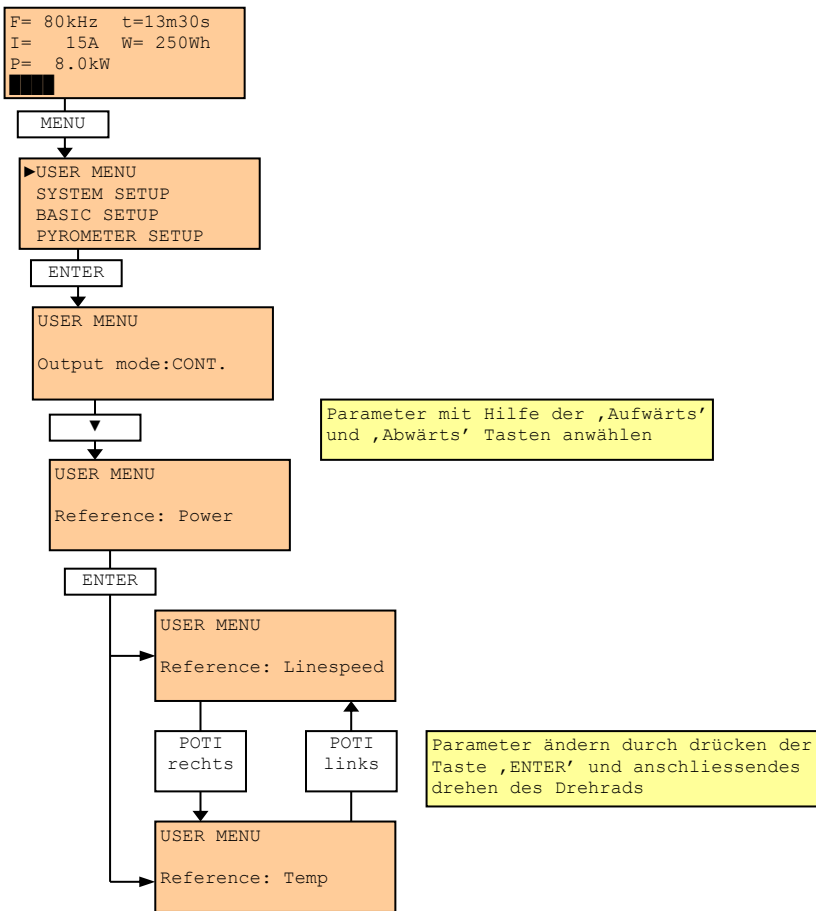 F= 80kHz t=13m30s
I= 15A W= 250Wh
P= 8.0kW
MENU
►USER MENU
SYSTEM SETUP
BASIC SETUP
PYROMETER SETUP
ENTER
USER MENU
Output mode:CONT.
▼
Parameter mit Hilfe der ‚Aufwärts’
und ‚Abwärts’ Tasten anwählen
USER MENU
Reference: Power
ENTER
USER MENU
Reference: Linespeed
POTI
rechts
POTI
links
Parameter ändern durch drücken der
Taste ‚ENTER’ und anschliessendes
drehen des Drehrads
USER MENU
Reference: Temp